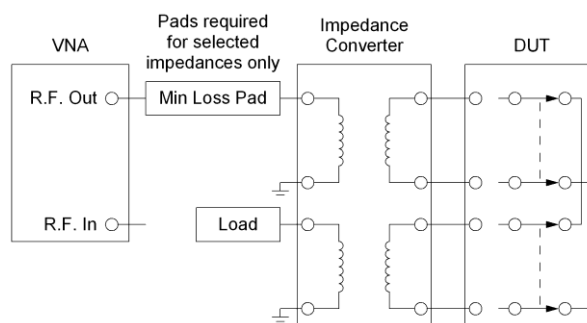 VNA
Pads required
for selected
impedances only
Impedance
Converter
DUT
R.F. Out
Min Loss Pad
R.F. In
Load